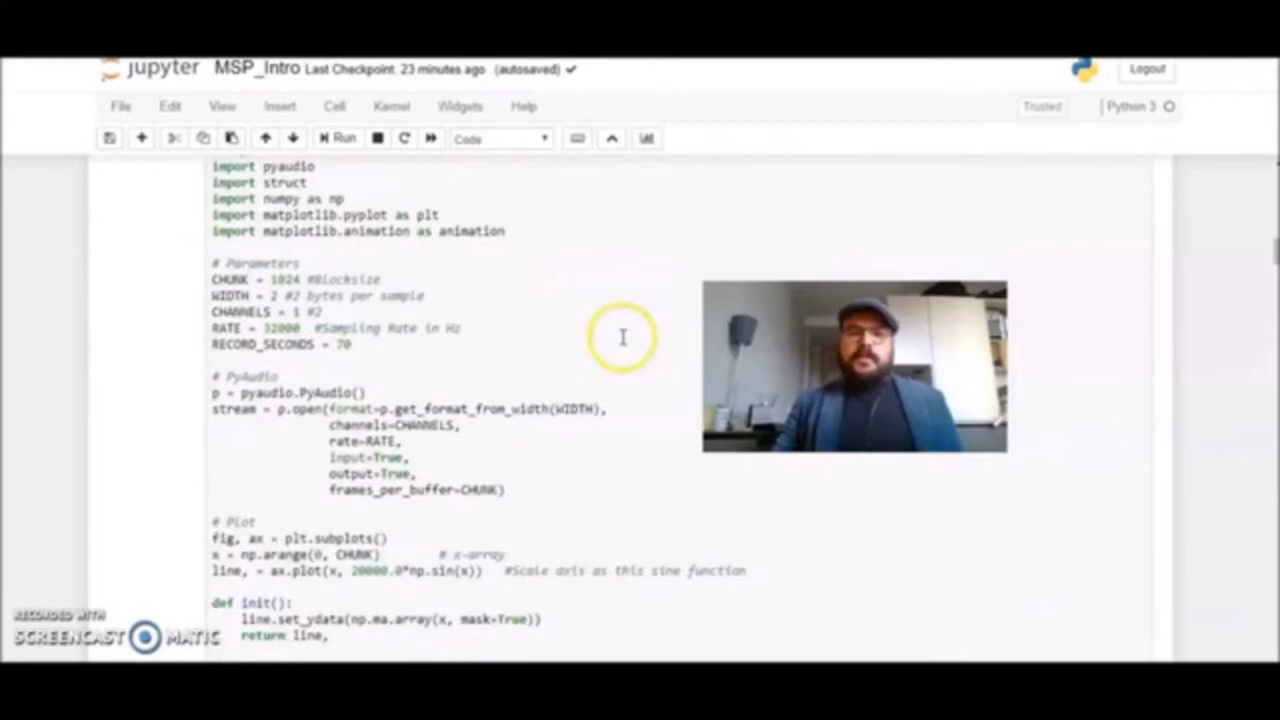 jupyter MSP_Intro Last Checkpoint: 23 minutes ago (autosaved)
Logout
File Edit View Insert Cell Kernel Widgets Help
Trusted
Python 3
Run
Code
import pyaudio
import struct
import numpy as np
import matplotlib.pyplot as plt
import matplotlib.animation as animation
# Parameters
CHUNK = 1024 #Blocksize
WIDTH = 2 #2 bytes per sample
CHANNELS = 1 #2
RATE = 32000 #Sampling Rate in Hz
RECORD_SECONDS = 70
# PyAudio
p = pyaudio.PyAudio()
stream = p.open(format=p.get_format_from_width(WIDTH),
channels=CHANNELS,
rate=RATE,
input=True,
output=True,
frames_per_buffer=CHUNK)
# Plot
fig, ax = plt.subplots()
x = np.arange(0, CHUNK) # x-array
line, = ax.plot(x, 20000.0*np.sin(x)) #Scale axis as this sine function
def init():
line.set_ydata(np.ma.array(x, mask=True))
return line,
RECORDED WITH
SCREENCAST MATIC